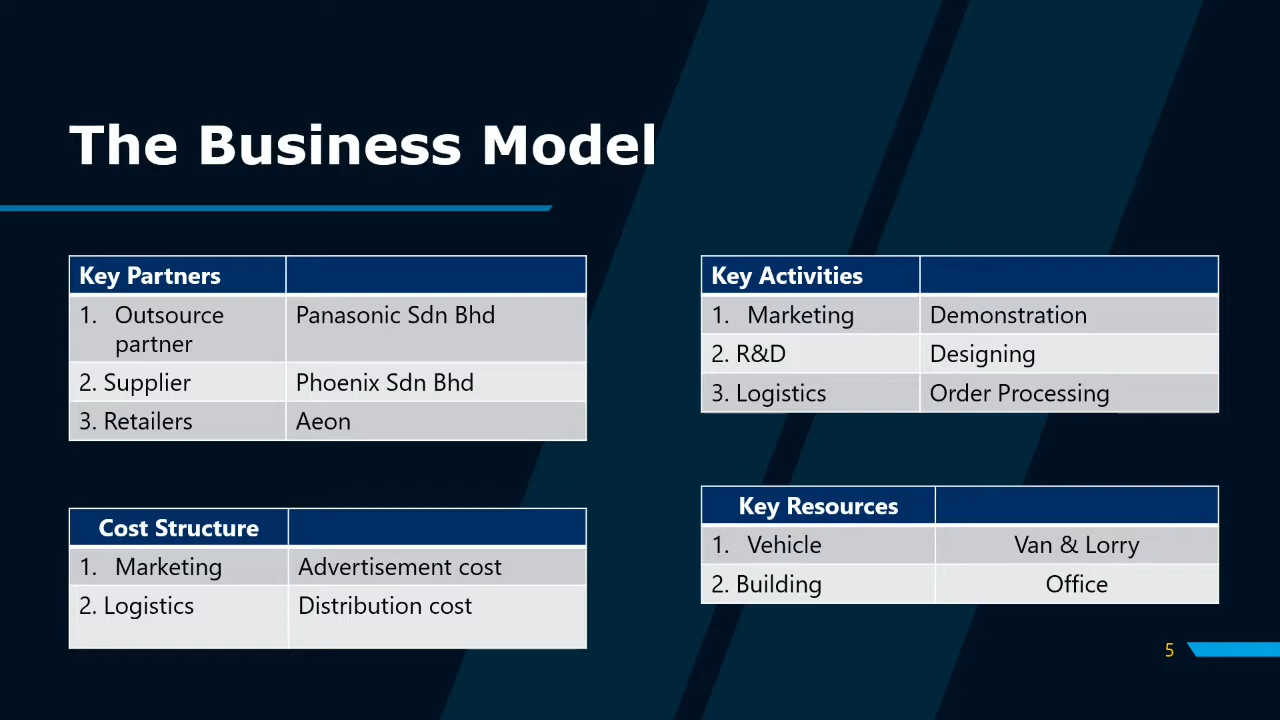 The Business Model
Key Partners
1. Outsource partner
Panasonic Sdn Bhd
2. Supplier
Phoenix Sdn Bhd
3. Retailers
Aeon
Key Activities
1. Marketing
Demonstration
2. R&D
Designing
3. Logistics
Order Processing
Cost Structure
1. Marketing
Advertisement cost
2. Logistics
Distribution cost
Key Resources
1. Vehicle
Van & Lorry
2. Building
Office
5